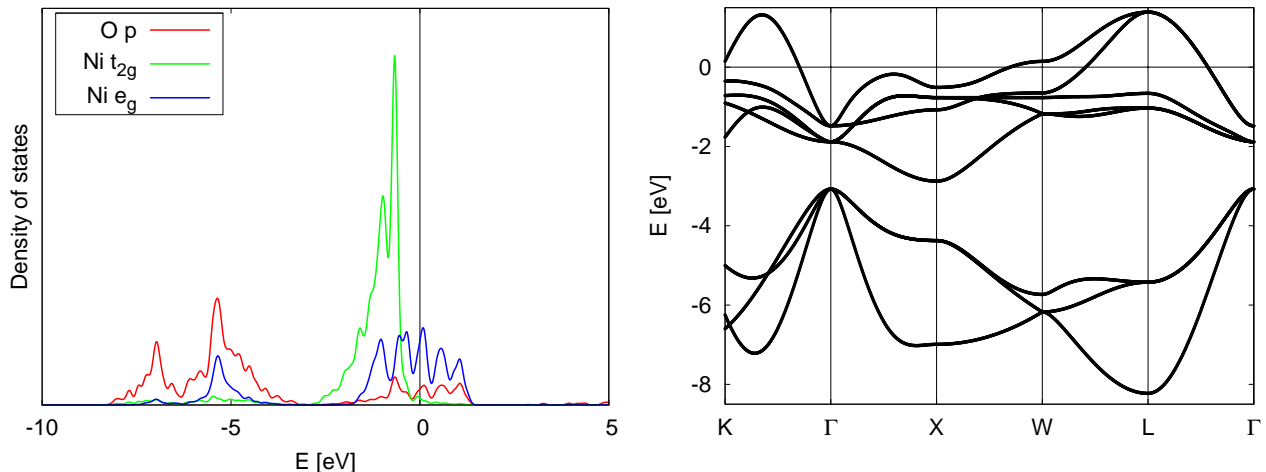 O p
Ni t2g
Ni eg
Density of states
-10
-5
0
5
E [eV]
E [eV]
0
-2
-4
-6
-8
K
Γ
X
W
L
Γ